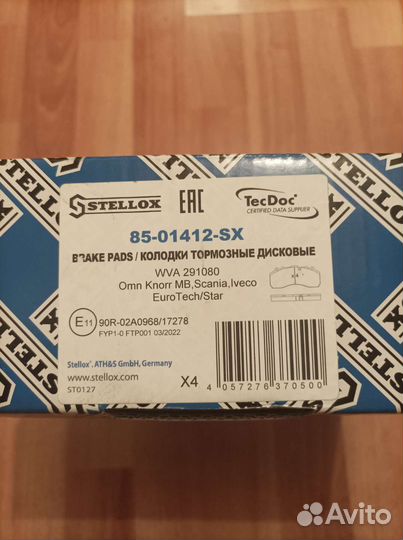 STELLOX
EAC
TecDoc
CERTIFIED DATA SUPPLIER
85-01412-SX
BRAKE PADS / КОЛОДКИ ТОРМОЗНЫЕ ДИСКОВЫЕ
WVA 291080
Omn Knorr MB,Scania,Iveco
EuroTech/Star
E11 90R-02A0968/17278
FYP1-0 FTP001 03/2022
Stellox® ATH&S GmbH, Germany
www.stellox.com
ST0127
X4
4 057276 370500
Avito